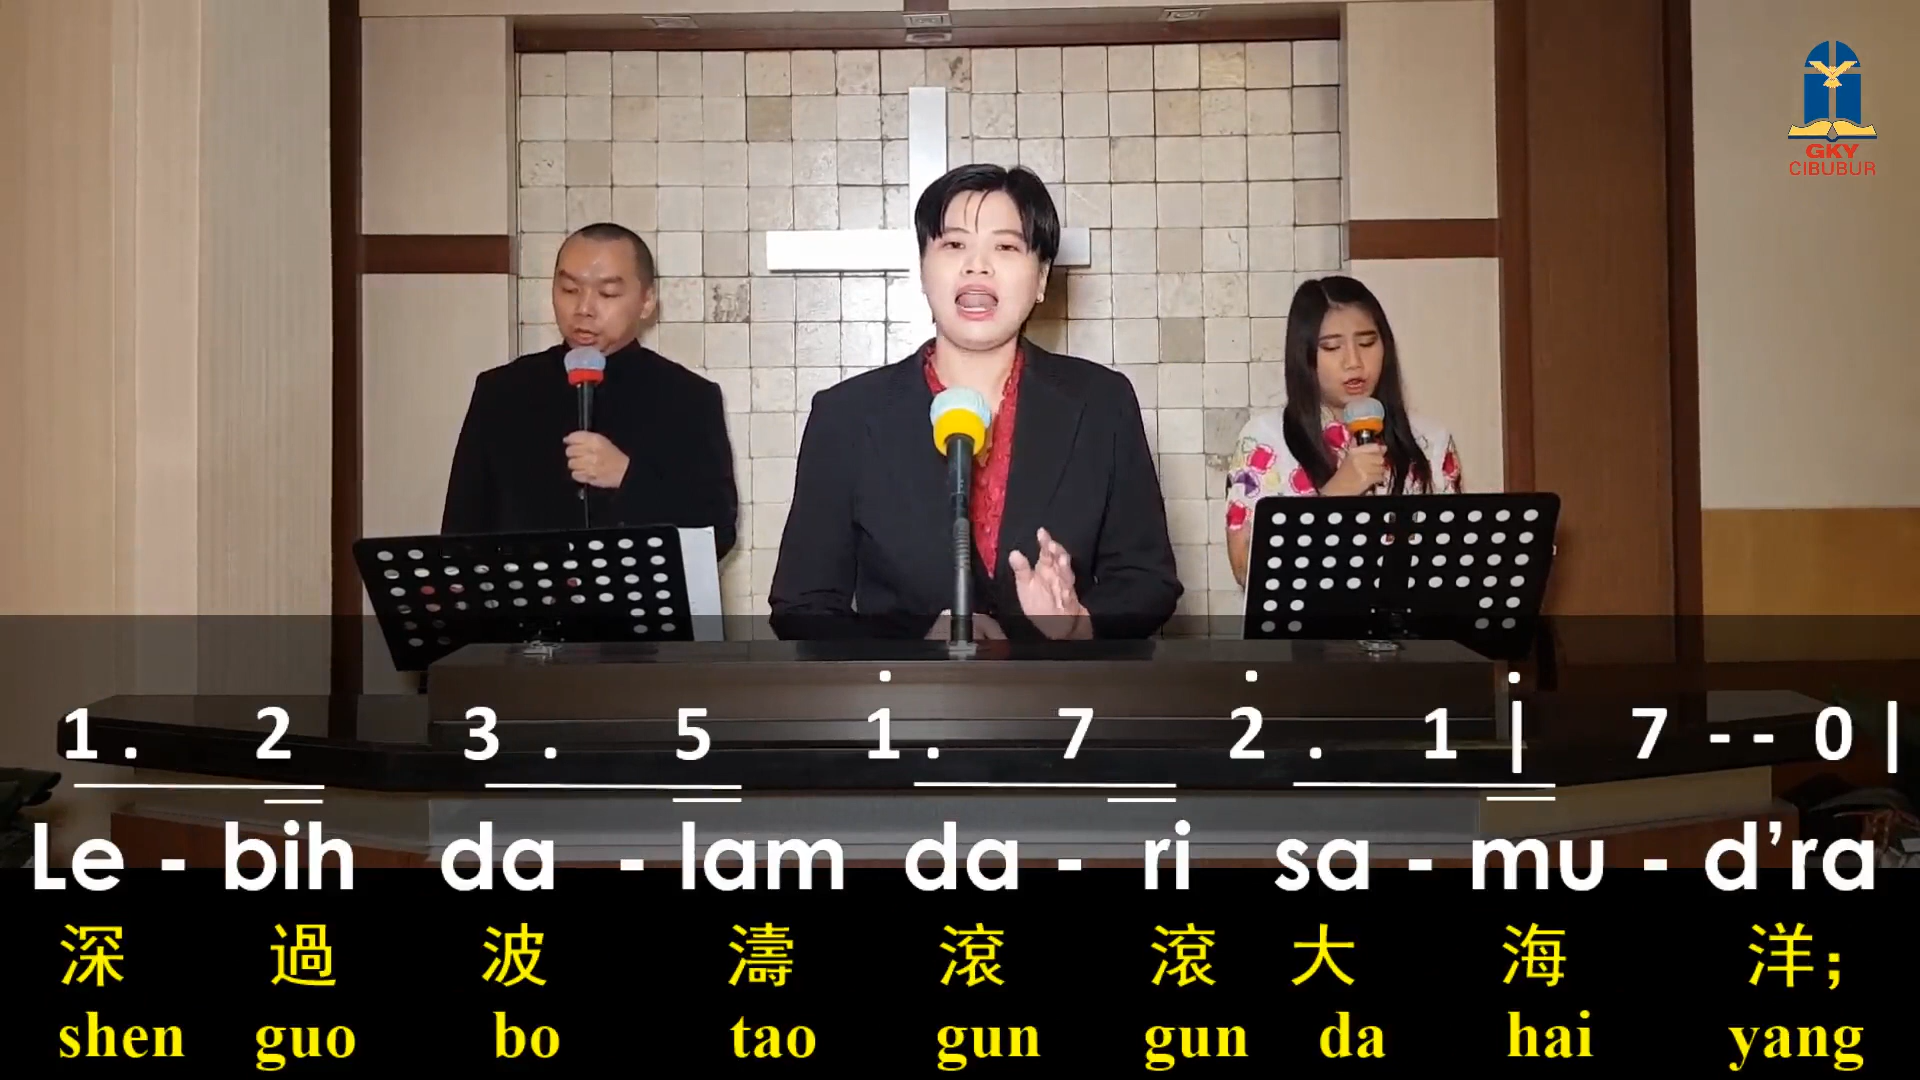 GKY
CIBUBUR
1 . 2 3 . 5 1 . 7 2 . 1 | 7 - - 0 |
Le - bih da - lam da - ri sa - mu - d’ra
深 過 波 濤 滾 滾 大 海 洋;
shen guo bo tao gun gun da hai yang